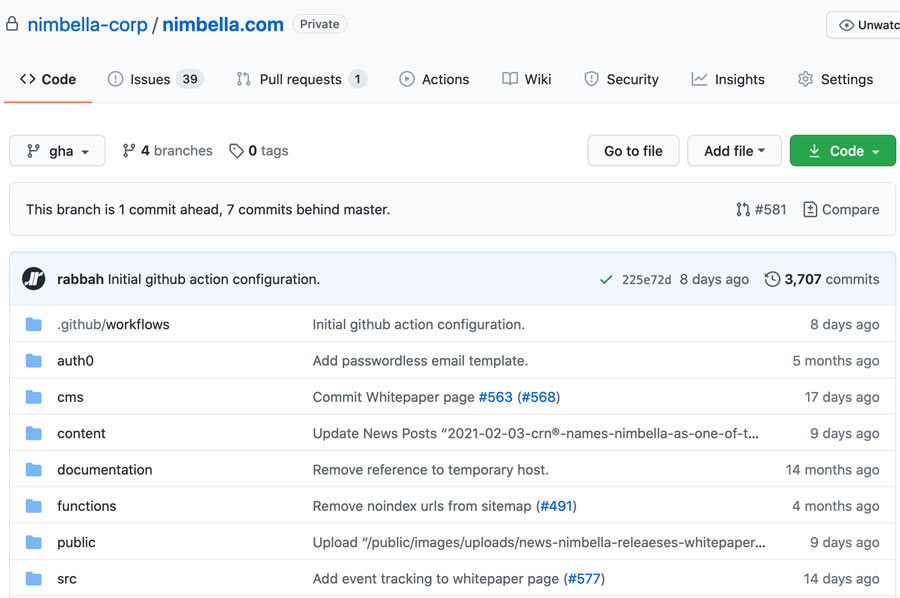 nimbella-corp / nimbella.com Private Unwatc
Code Issues 39 Pull requests 1 Actions Wiki Security Insights Settings
gha 4 branches 0 tags Go to file Add file Code
This branch is 1 commit ahead, 7 commits behind master. #581 Compare
rabbah Initial github action configuration. 225e72d 8 days ago 3,707 commits
.github/workflows Initial github action configuration. 8 days ago
auth0 Add passwordless email template. 5 months ago
cms Commit Whitepaper page #563 (#568) 17 days ago
content Update News Posts “2021-02-03-crn®-names-nimbella-as-one-of-t... 9 days ago
documentation Remove reference to temporary host. 14 months ago
functions Remove noindex urls from sitemap (#491) 4 months ago
public Upload “/public/images/uploads/news-nimbella-releaeses-whitepaper... 9 days ago
src Add event tracking to whitepaper page (#577) 14 days ago